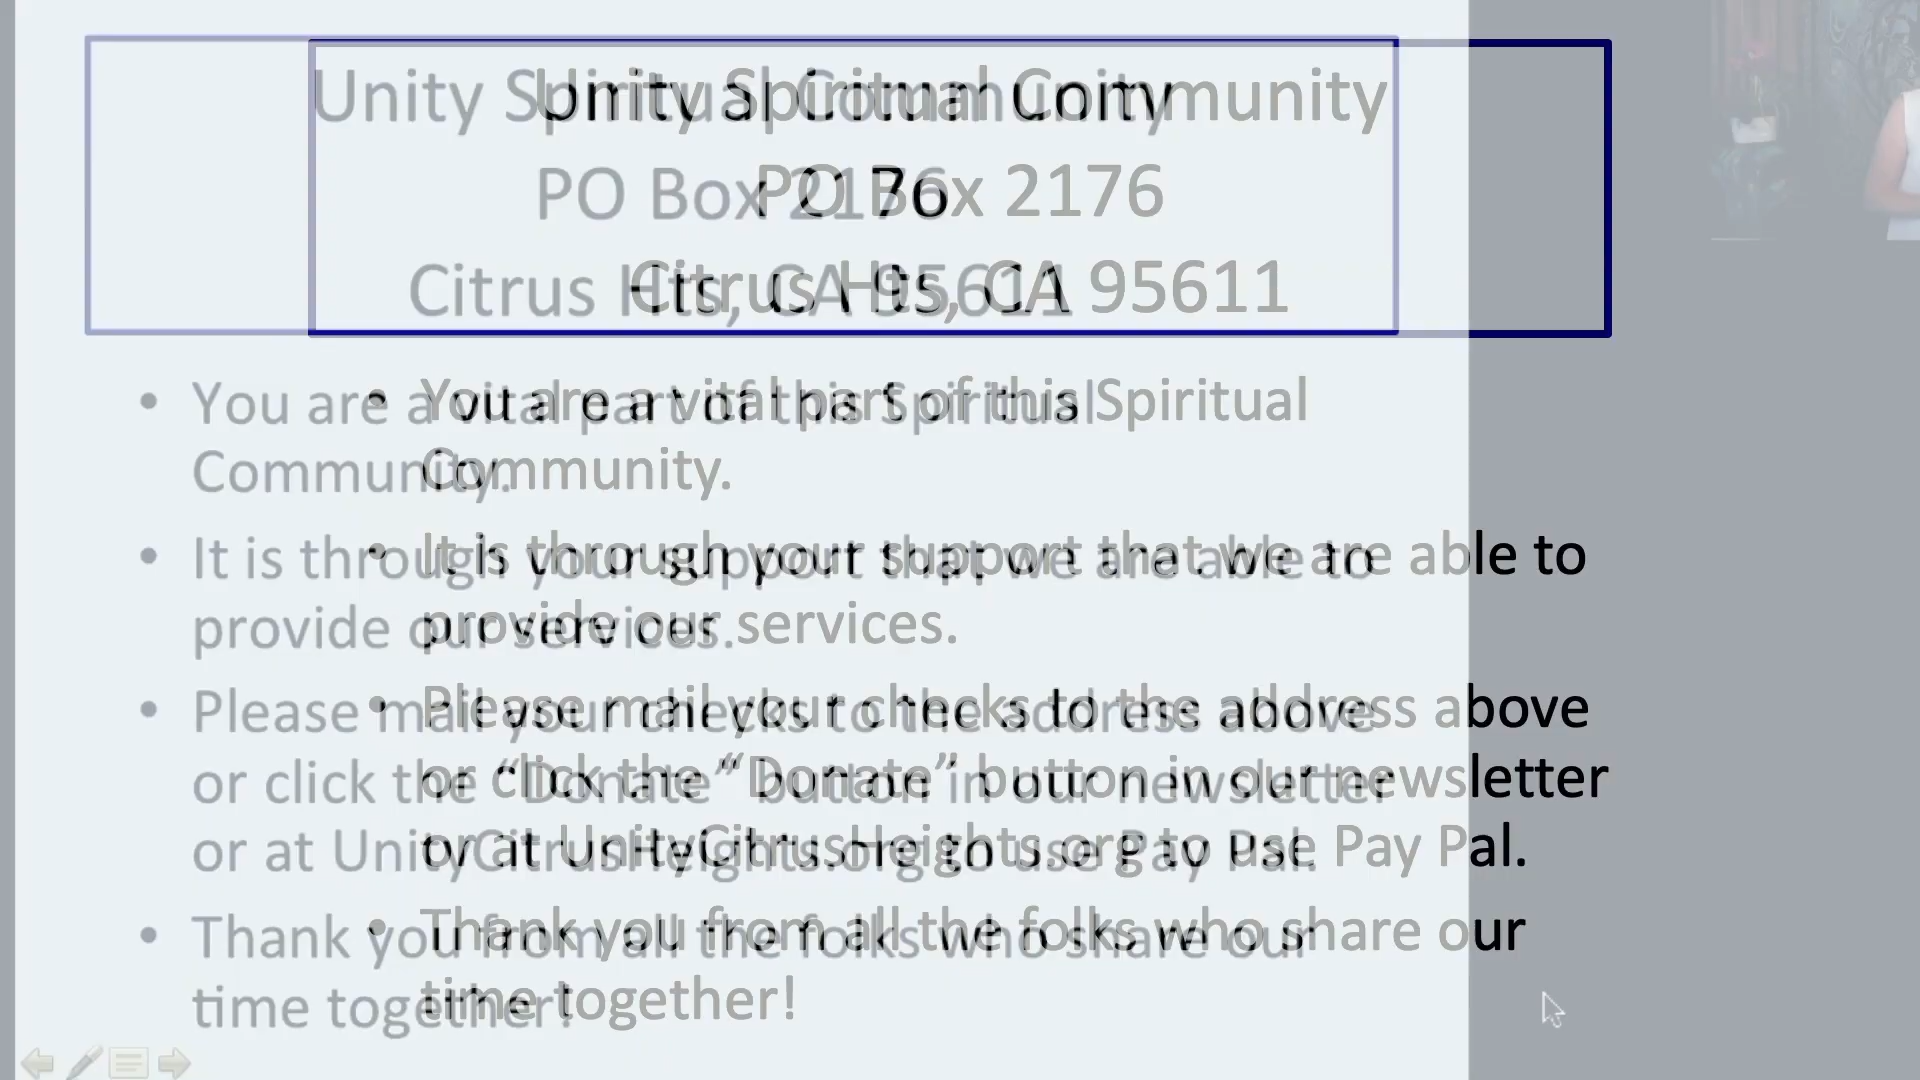 Unity Spiritual Community
PO Box 2176
Citrus Hts, CA 95611
• You are a vital part of this Spiritual
Community.
• It is through your support that we are able to
provide our services.
• Please mail your checks to the address above
or click the “Donate” button in our newsletter
or at UnityCitrusHeights.org to use Pay Pal.
• Thank you from all the folks who share our
time together!